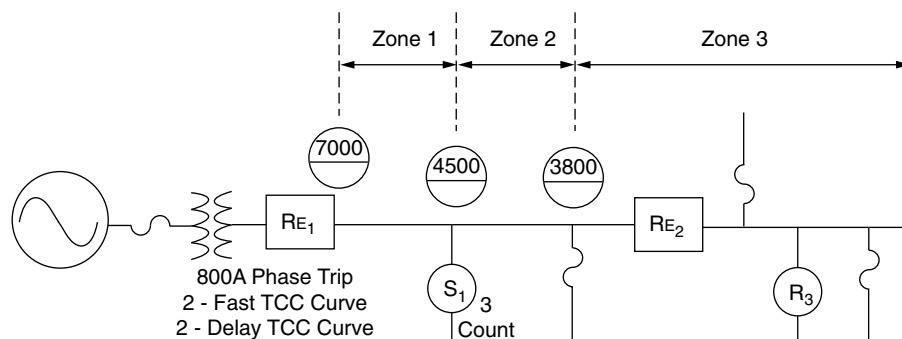 Zone 1
Zone 2
Zone 3
7000
4500
3800
RE1
RE2
800A Phase Trip
2 - Fast TCC Curve
2 - Delay TCC Curve
S1
3
Count
R3